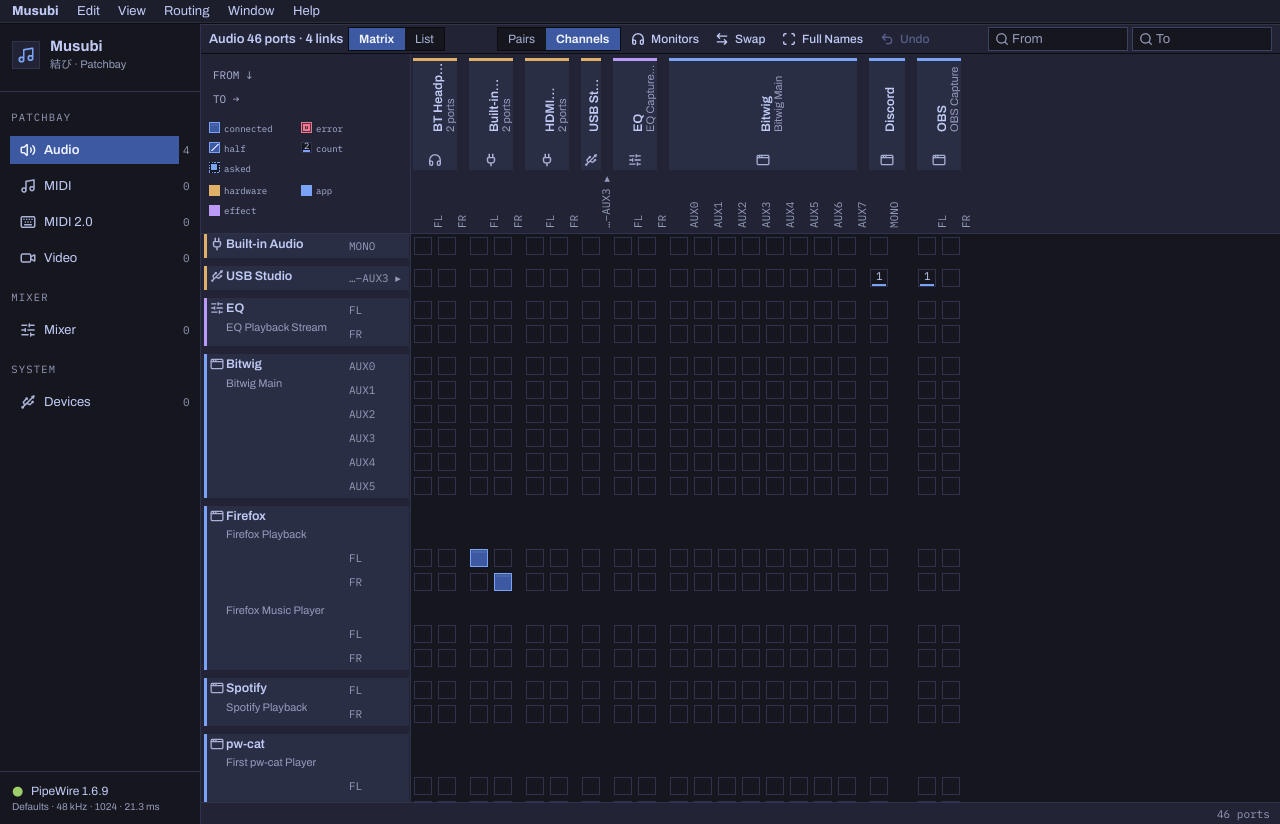 Musubi Edit View Routing Window Help
Musubi
結び · Patchbay
Audio 46 ports · 4 links Matrix List Pairs Channels Monitors Swap Full Names Undo From To
PATCHBAY
Audio 4
MIDI 0
MIDI 2.0 0
Video 0
MIXER
Mixer 0
SYSTEM
Devices 0
PipeWire 1.6.9
Defaults · 48 kHz · 1024 · 21.3 ms
FROM ↓
TO →
connected error
half 2 count
asked
hardware app
effect
BT Headp…
2 ports
Built-in…
2 ports
HDMI…
2 ports
USB St…
EQ
EQ Capture…
Bitwig
Bitwig Main
Discord
OBS
OBS Capture
FL FR FL FR FL FR …–AUX3 ▸ FL FR AUX0 AUX1 AUX2 AUX3 AUX4 AUX5 AUX6 AUX7 MONO FL FR
Built-in Audio MONO
USB Studio …–AUX3 ▸ 1 1
EQ FL
EQ Playback Stream
FR
Bitwig AUX0
Bitwig Main
AUX1
AUX2
AUX3
AUX4
AUX5
Firefox
Firefox Playback
FL
FR
Firefox Music Player
FL
FR
Spotify FL
Spotify Playback
FR
pw-cat
First pw-cat Player
FL
46 ports